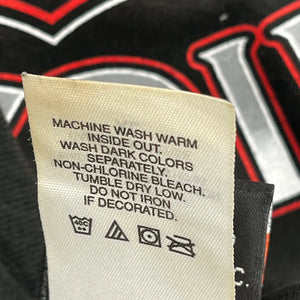 MACHINE WASH WARM
INSIDE OUT.
WASH DARK COLORS
SEPARATELY.
NON-CHLORINE BLEACH.
TUMBLE DRY LOW.
DO NOT IRON
IF DECORATED.